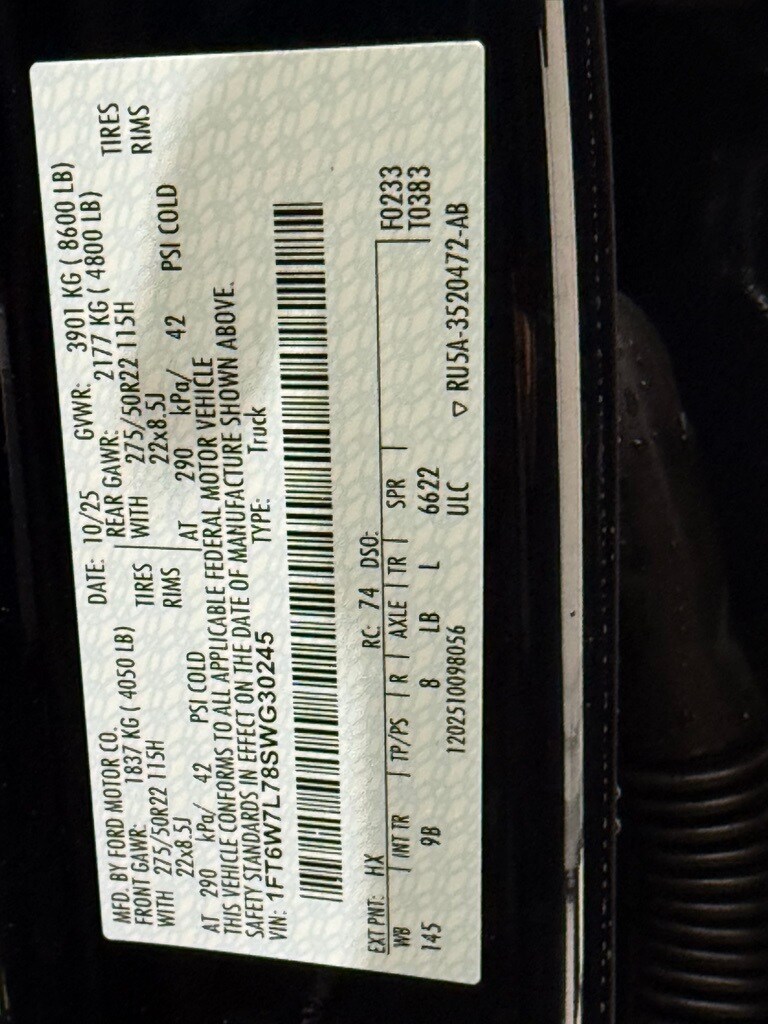 MFD. BY FORD MOTOR CO. DATE: 10/25 GVWR: 3901 KG ( 8600 LB)
FRONT GAWR: 1837 KG ( 4050 LB) REAR GAWR: 2177 KG ( 4800 LB)
WITH 275/50R22 115H TIRES WITH 275/50R22 115H TIRES
22x8.5J RIMS 22x8.5J RIMS
AT 290 kPa/ 42 PSI COLD AT 290 kPa/ 42 PSI COLD
THIS VEHICLE CONFORMS TO ALL APPLICABLE FEDERAL MOTOR VEHICLE
SAFETY STANDARDS IN EFFECT ON THE DATE OF MANUFACTURE SHOWN ABOVE.
VIN: 1FT6W7L78SWG30245 TYPE: Truck
EXT PNT: HX RC: 74 DSO: F0233
WB INT TR TP/PS R AXLE TR SPR T0383
145 9B 8 LB L 6622
1202510098056 ULC ▽ RU5A-3520472-AB